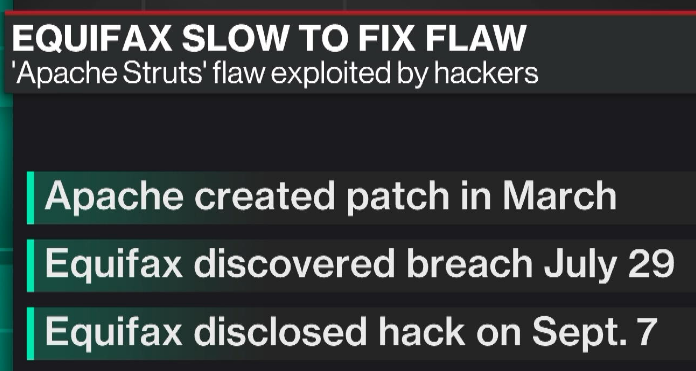 EQUIFAX SLOW TO FIX FLAW
'Apache Struts' flaw exploited by hackers
Apache created patch in March
Equifax discovered breach July 29
Equifax disclosed hack on Sept. 7